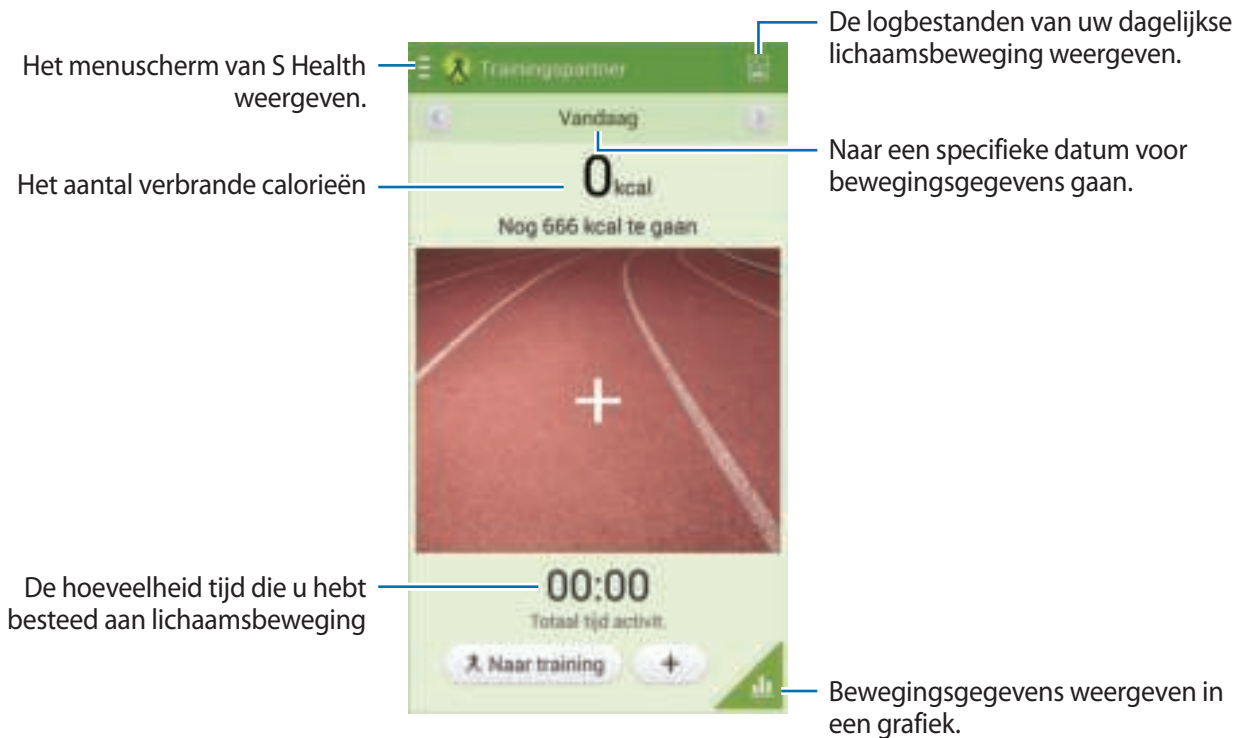 De logbestanden van uw dagelijkse
lichaamsbeweging weergeven.
Het menuscherm van S Health
weergeven.
Trainingspartner
Vandaag
Naar een specifieke datum voor
bewegingsgegevens gaan.
Het aantal verbrande calorieën
0 kcal
Nog 666 kcal te gaan
De hoeveelheid tijd die u hebt
besteed aan lichaamsbeweging
00:00
Totaal tijd activit.
Naar training
Bewegingsgegevens weergeven in
een grafiek.